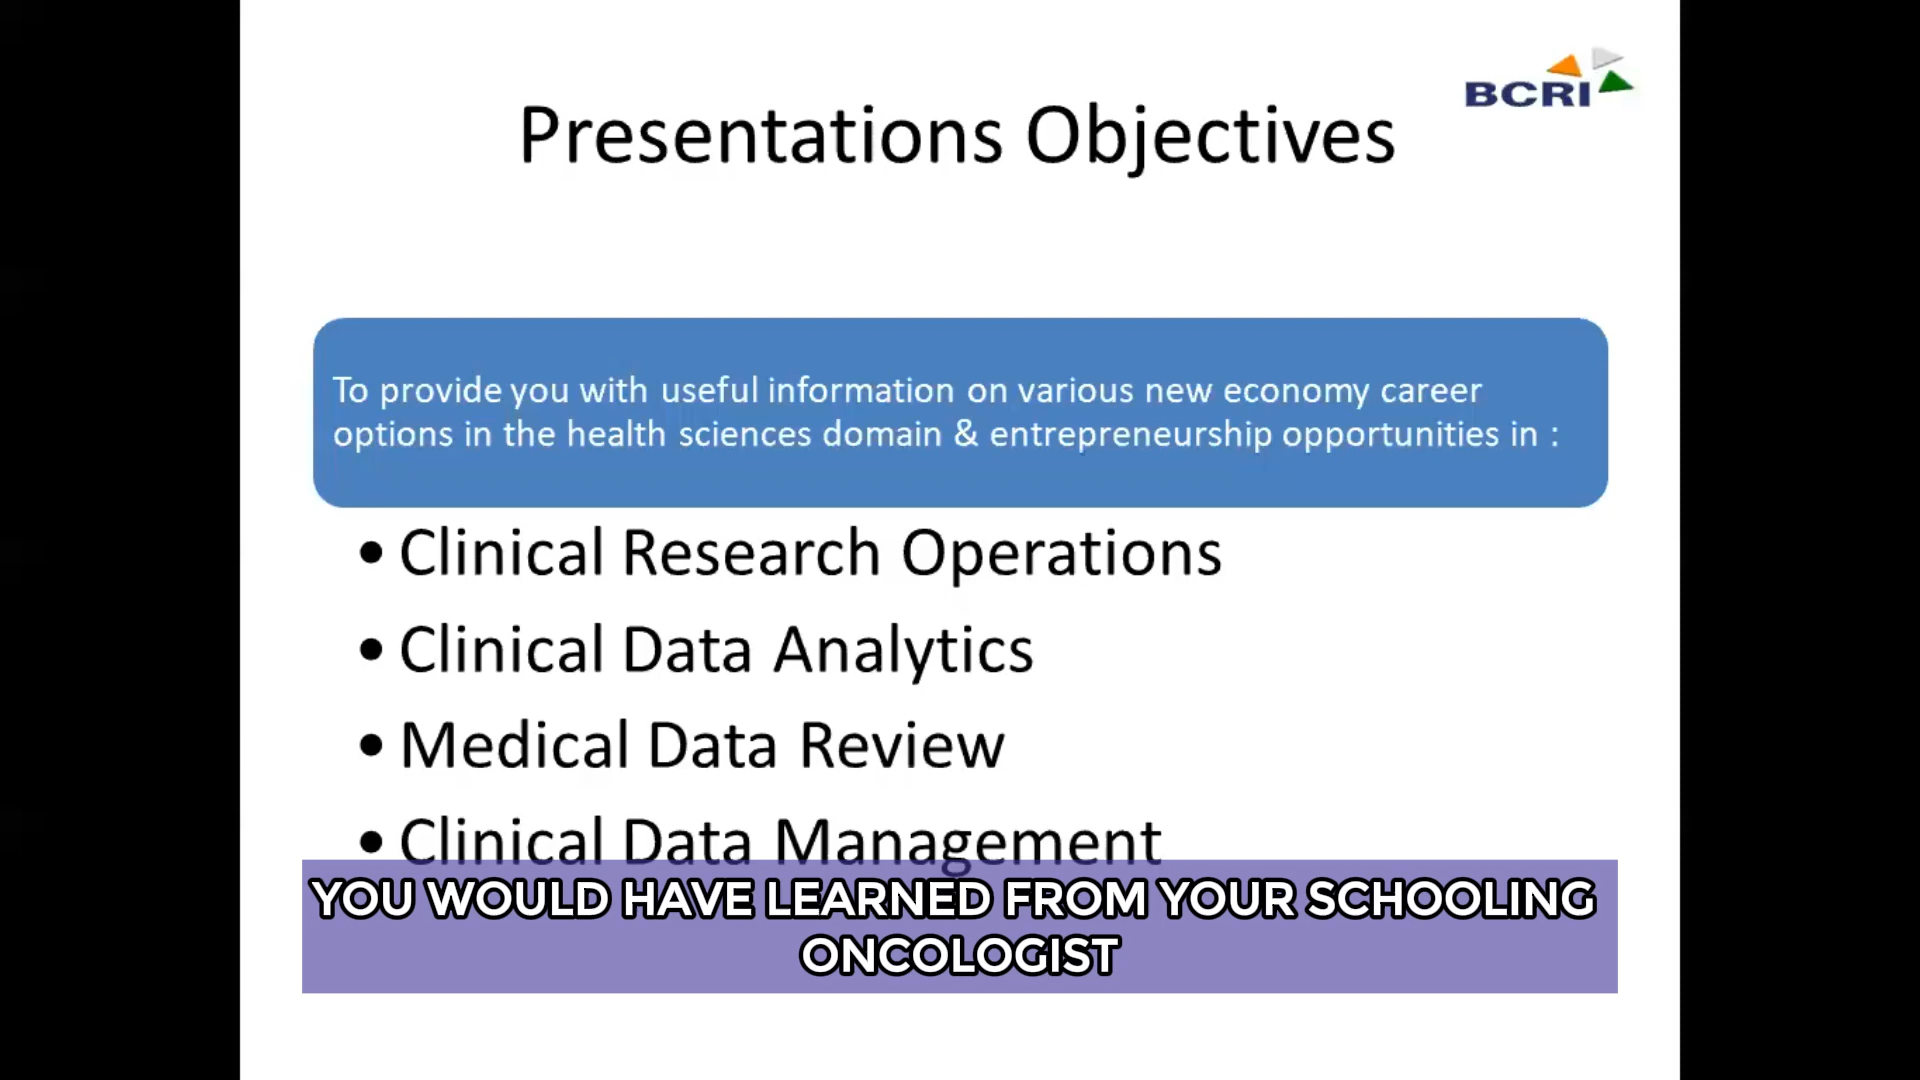 BCRI
Presentations Objectives
To provide you with useful information on various new economy career
options in the health sciences domain & entrepreneurship opportunities in :
• Clinical Research Operations
• Clinical Data Analytics
• Medical Data Review
• Clinical Data Management
YOU WOULD HAVE LEARNED FROM YOUR SCHOOLING
ONCOLOGIST